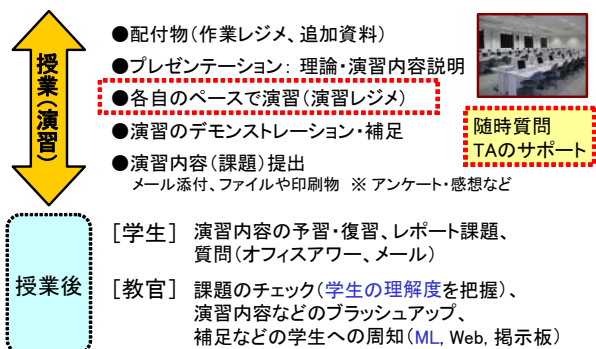 授業(演習)
●配付物(作業レジメ、追加資料)
●プレゼンテーション: 理論・演習内容説明
●各自のペースで演習(演習レジメ)
●演習のデモンストレーション・補足
●演習内容(課題)提出
メール添付、ファイルや印刷物 ※ アンケート・感想など
随時質問
TAのサポート
授業後
[学生] 演習内容の予習・復習、レポート課題、
質問(オフィスアワー、メール)
[教官] 課題のチェック(学生の理解度を把握)、
演習内容などのブラッシュアップ、
補足などの学生への周知(ML, Web, 掲示板)